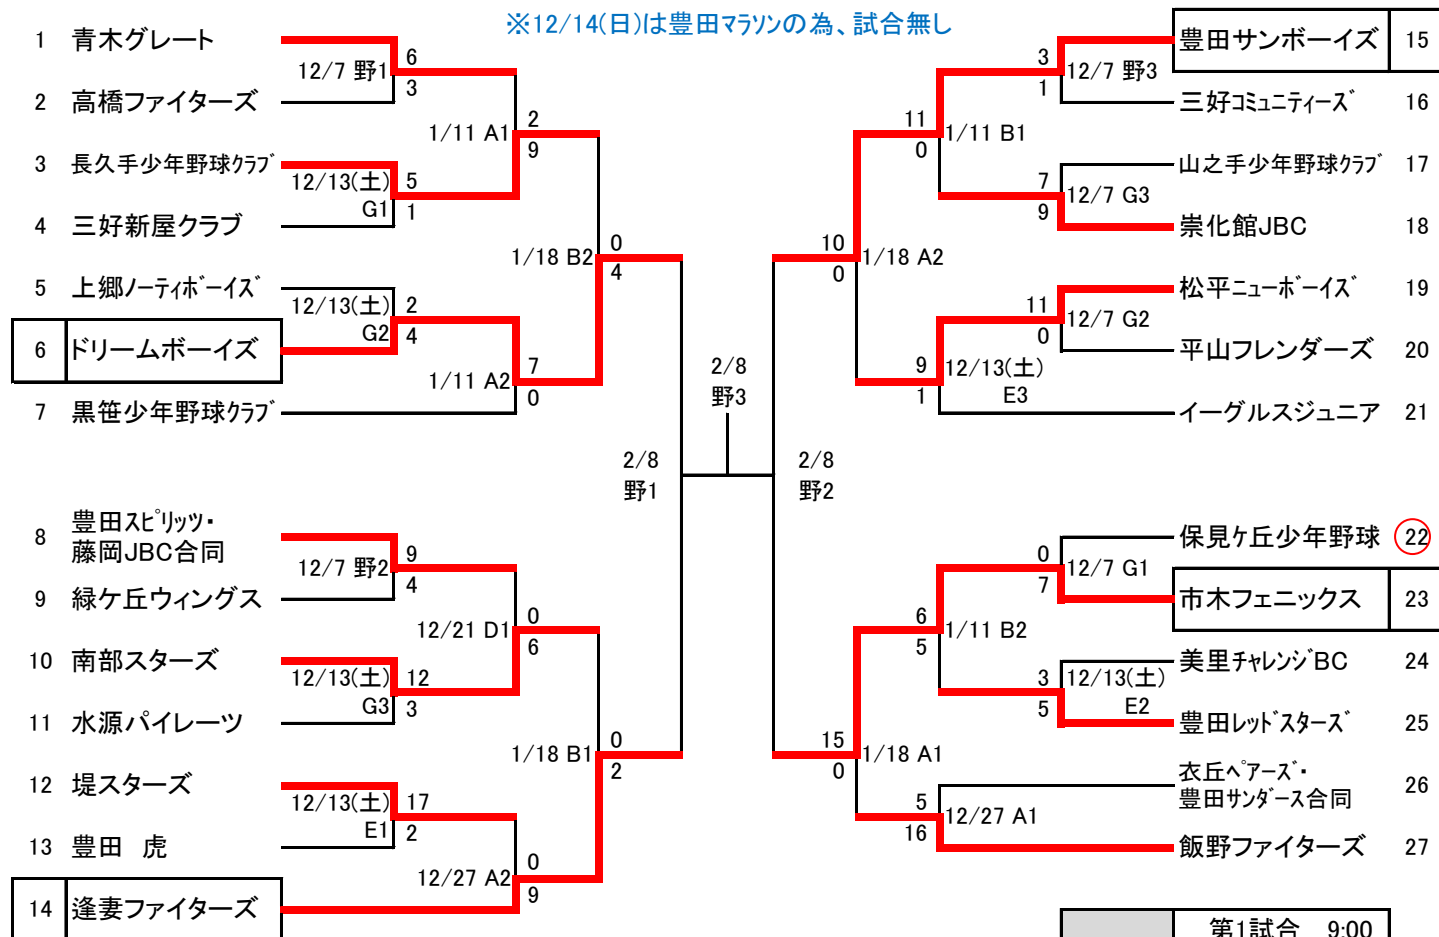 ※12/14(日)は豊田マラソンの為、試合無し
1 青木グレート
12/7 野1
6
3
2 高橋ファイターズ
1/11 A1
2
9
3 長久手少年野球クラブ
12/13(土)
G1
5
1
4 三好新屋クラブ
1/18 B2
0
4
5 上郷ノーティボーイズ
12/13(土)
G2
2
4
6 ドリームボーイズ
1/11 A2
7
0
7 黒笹少年野球クラブ
2/8
野1
2/8
野3
2/8
野2
8 豊田スピリッツ・
藤岡JBC合同
12/7 野2
9
4
9 緑ケ丘ウィングス
12/21 D1
0
6
10 南部スターズ
12/13(土)
G3
12
3
11 水源パイレーツ
1/18 B1
0
2
12 堤スターズ
12/13(土)
E1
17
2
13 豊田 虎
12/27 A2
0
9
14 逢妻ファイターズ
豊田サンボーイズ 15
3
1
12/7 野3
三好コミュニティーズ 16
11
0
1/11 B1
山之手少年野球クラブ 17
7
9
12/7 G3
崇化館JBC 18
10
0
1/18 A2
松平ニューボーイズ 19
11
0
12/7 G2
平山フレンダーズ 20
9
1
12/13(土)
E3
イーグルスジュニア 21
保見ケ丘少年野球 22
0
7
12/7 G1
市木フェニックス 23
6
5
1/11 B2
美里チャレンジBC 24
3
5
12/13(土)
E2
豊田レッドスターズ 25
15
0
1/18 A1
衣丘ベアーズ・
豊田サンダース合同 26
5
16
12/27 A1
飯野ファイターズ 27
第1試合 9:00